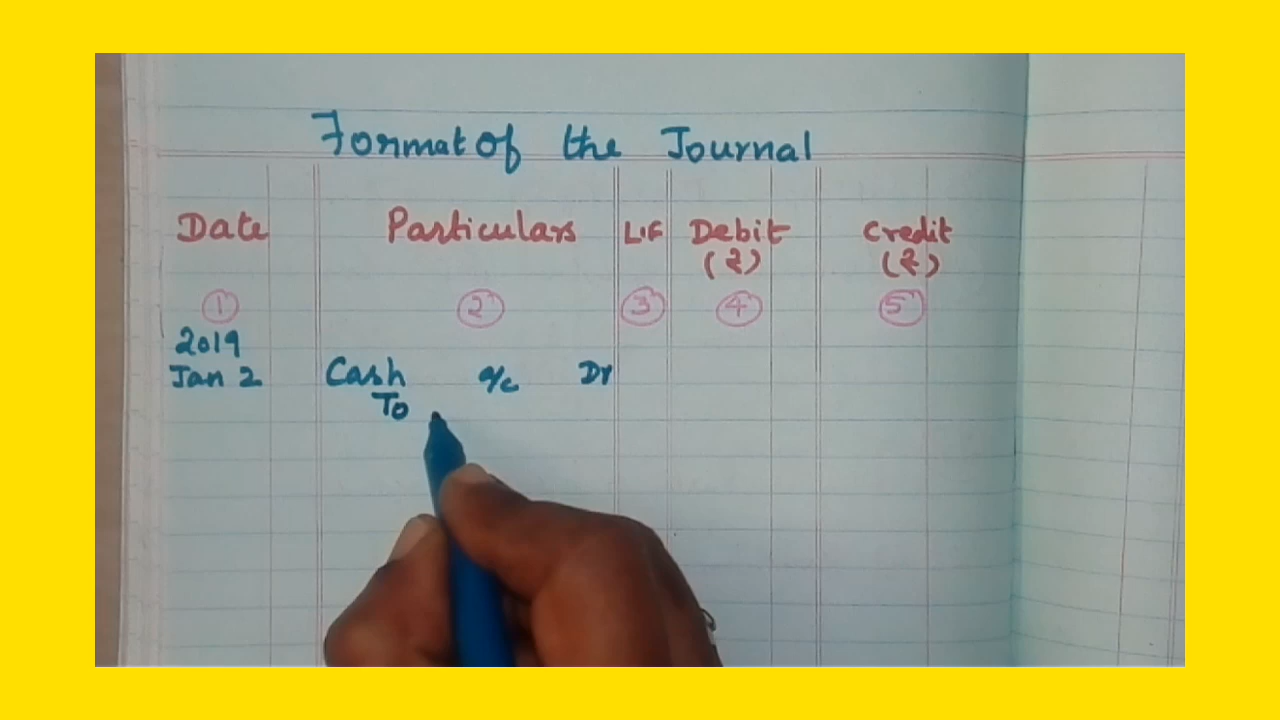 Format of the Journal
Date Particulars L.F Debit Credit
(₹) (₹)
1 2 3 4 5
2019
Jan 2 Cash a/c Dr
To